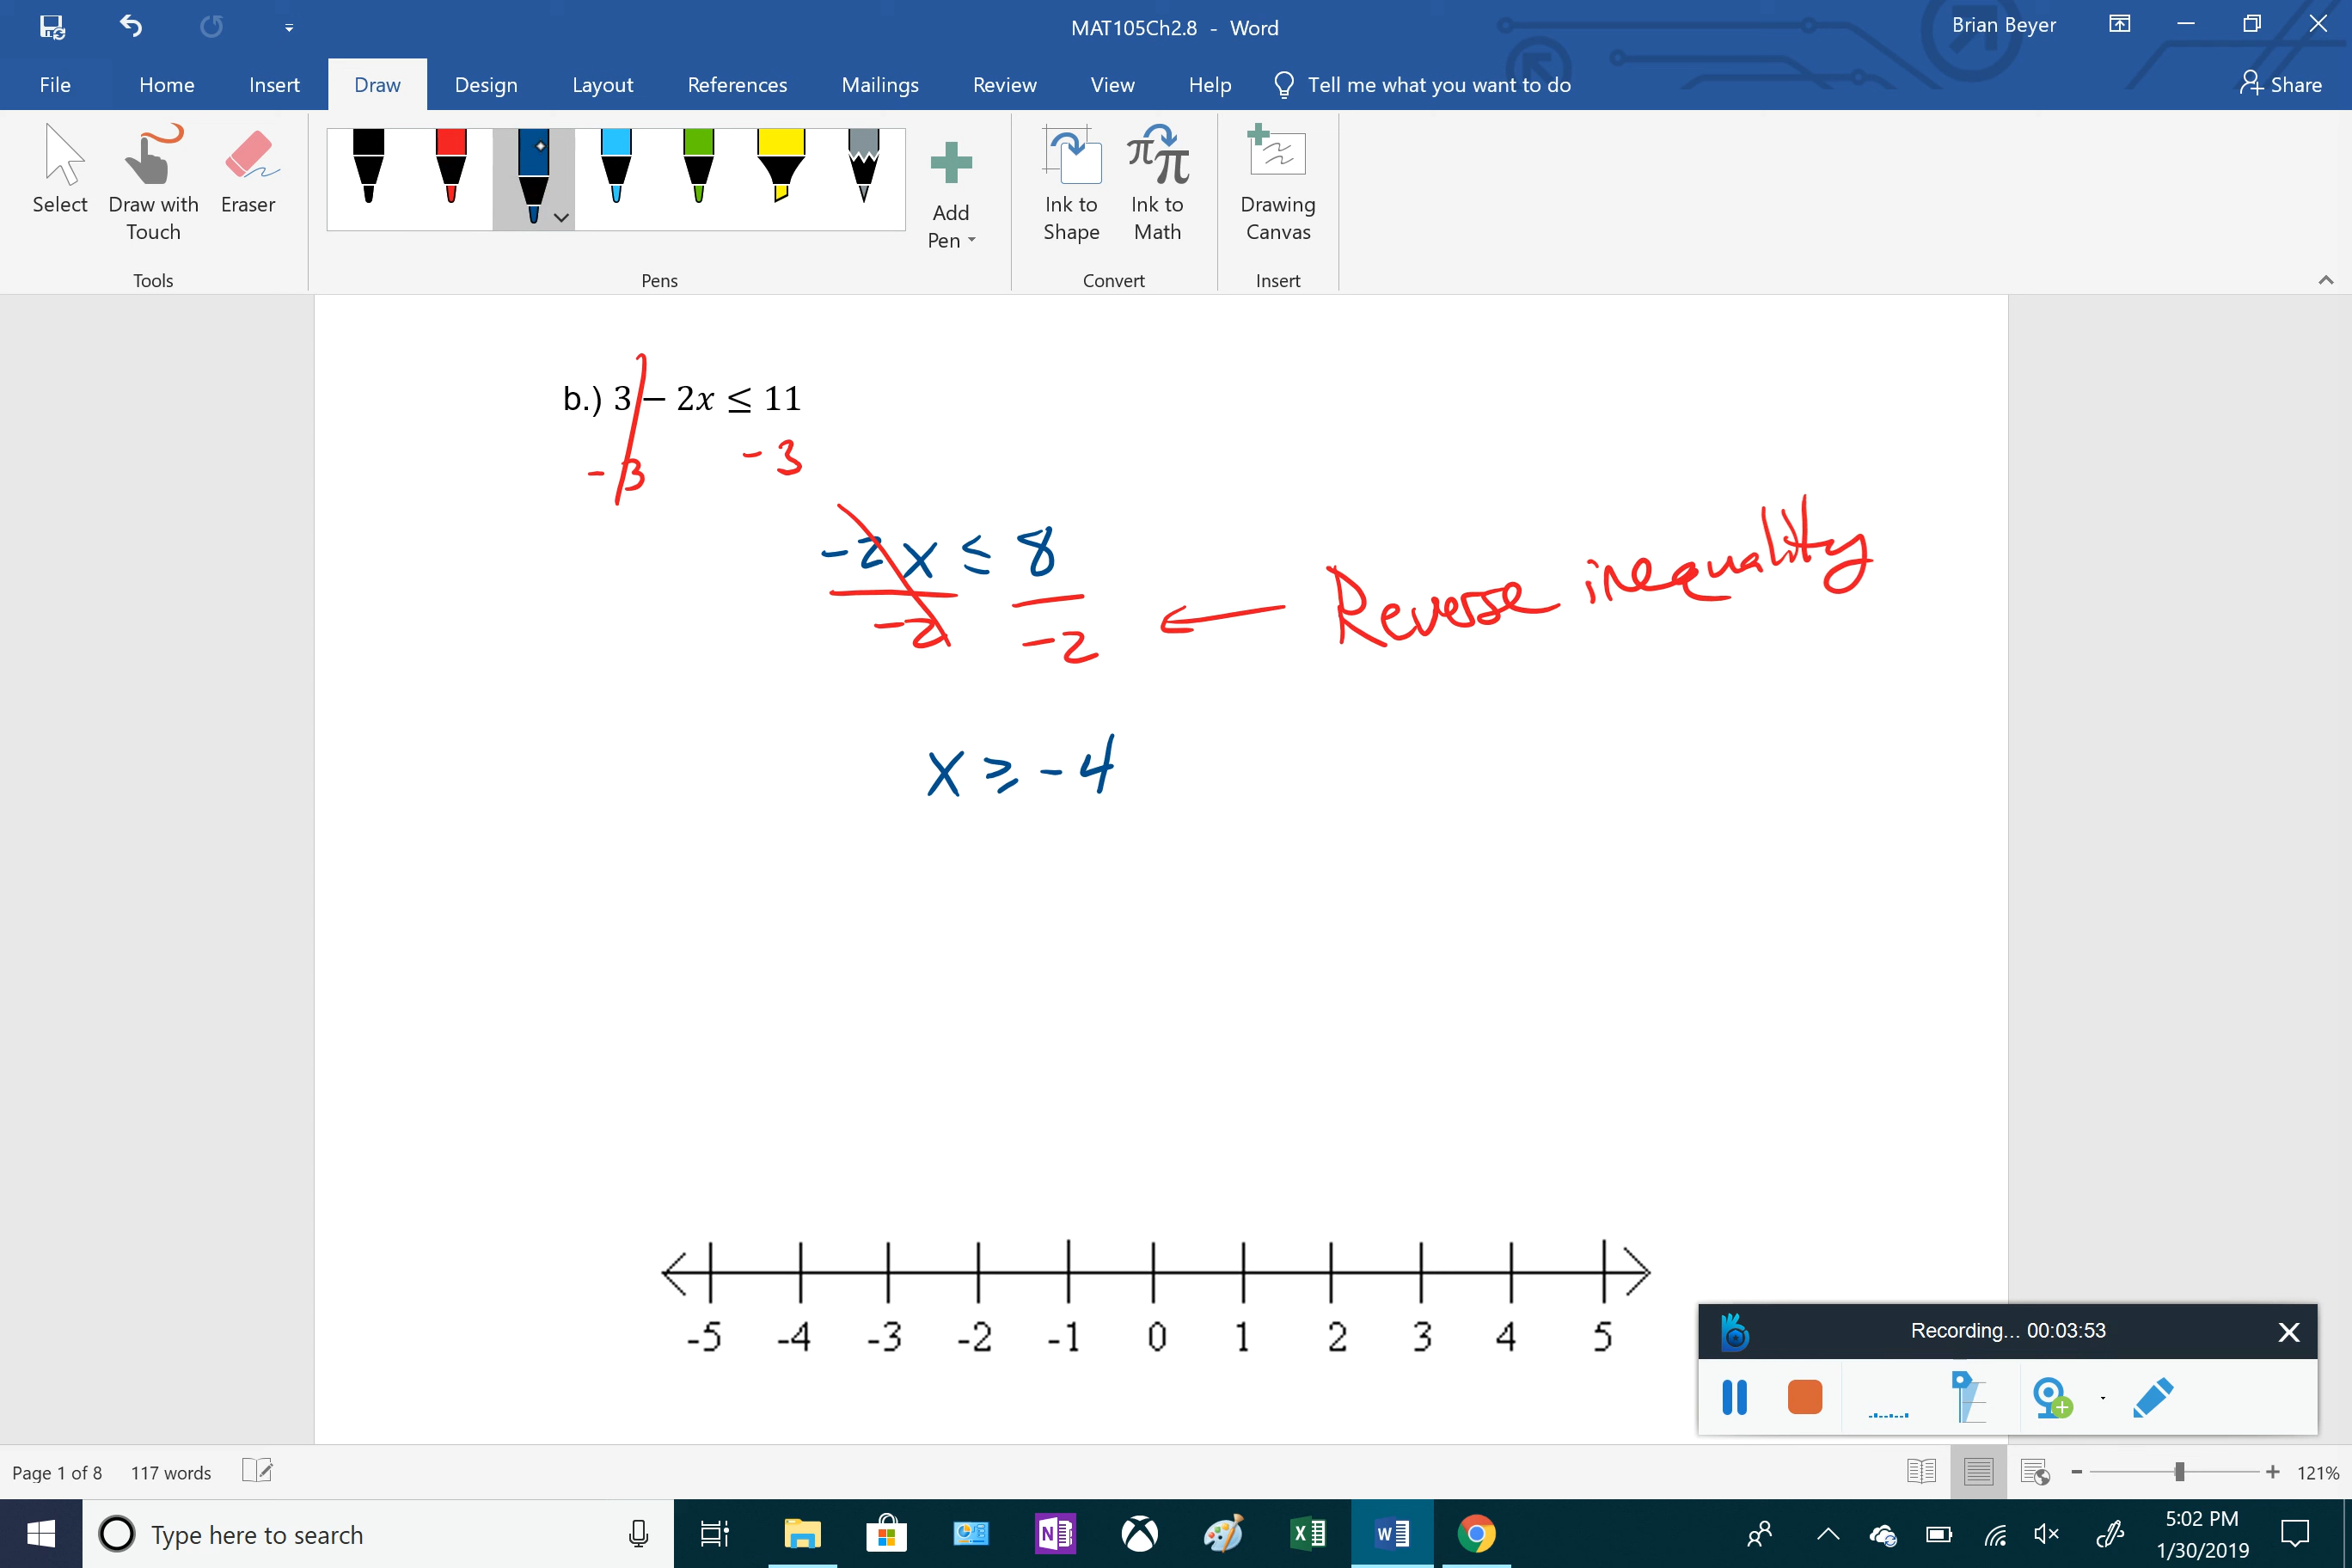 MAT105Ch2.8 - Word
Brian Beyer
File Home Insert Draw Design Layout References Mailings Review View Help Tell me what you want to do Share
Select Draw with Touch Eraser
Add Pen
Ink to Shape Ink to Math
Drawing Canvas
Tools Pens Convert Insert
b.) 3 − 2x ≤ 11
-3 -3
-2x ≤ 8
-2 -2
← Reverse inequality
x ≥ -4
-5 -4 -3 -2 -1 0 1 2 3 4 5
Recording... 00:03:53
Page 1 of 8 117 words
121%
Type here to search
5:02 PM
1/30/2019